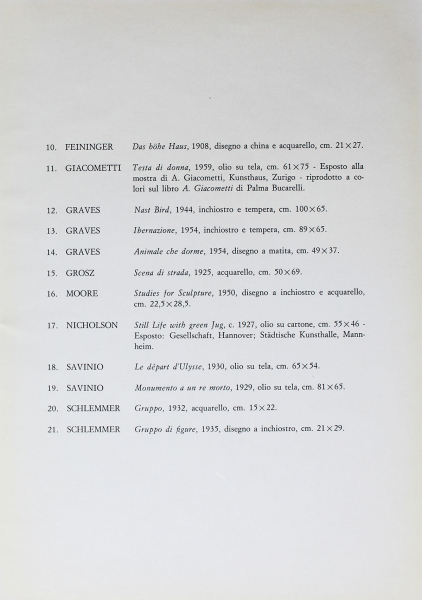 10. FEININGER Das höhe Haus, 1908, disegno a china e acquarello, cm. 21×27.
11. GIACOMETTI Testa di donna, 1959, olio su tela, cm. 61×75 - Esposto alla
mostra di A. Giacometti, Kunsthaus, Zurigo - riprodotto a co-
lori sul libro A. Giacometti di Palma Bucarelli.
12. GRAVES Nast Bird, 1944, inchiostro e tempera, cm. 100×65.
13. GRAVES Ibernazione, 1954, inchiostro e tempera, cm. 89×65.
14. GRAVES Animale che dorme, 1954, disegno a matita, cm. 49×37.
15. GROSZ Scena di strada, 1925, acquarello, cm. 50×69.
16. MOORE Studies for Sculpture, 1950, disegno a inchiostro e acquarello,
cm. 22,5×28,5.
17. NICHOLSON Still Life with green Jug, c. 1927, olio su cartone, cm. 55×46 -
Esposto: Gesellschaft, Hannover; Städtische Kunsthalle, Mann-
heim.
18. SAVINIO Le départ d'Ulysse, 1930, olio su tela, cm. 65×54.
19. SAVINIO Monumento a un re morto, 1929, olio su tela, cm. 81×65.
20. SCHLEMMER Gruppo, 1932, acquarello, cm. 15×22.
21. SCHLEMMER Gruppo di figure, 1935, disegno a inchiostro, cm. 21×29.